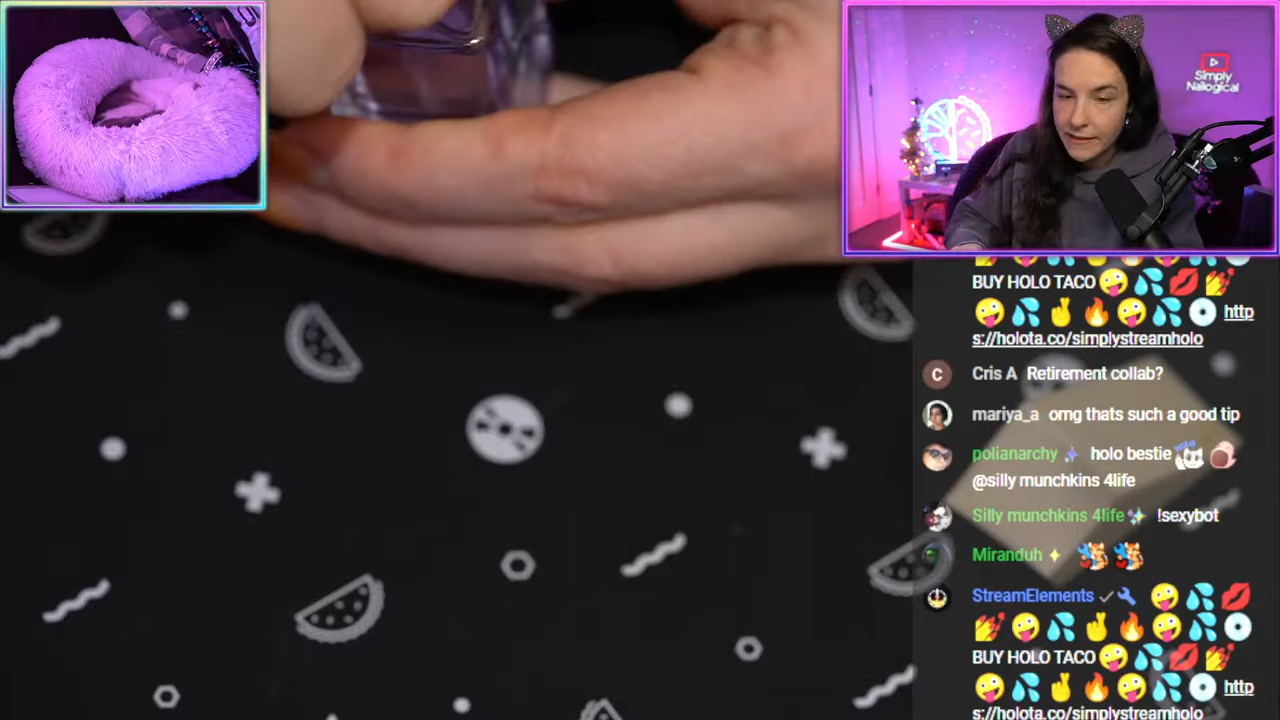 Simply
Nailogical
BUY HOLO TACO
http
s://holota.co/simplystreamholo
C
Cris A Retirement collab?
mariya_a omg thats such a good tip
polianarchy holo bestie
@silly munchkins 4life
Silly munchkins 4life !sexybot
Miranduh
StreamElements
BUY HOLO TACO
http
s://holota.co/simplystreamholo